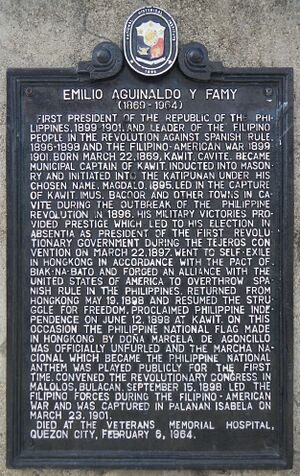 EMILIO AGUINALDO Y FAMY
(1869-1964)
FIRST PRESIDENT OF THE REPUBLIC OF THE PHI-
LIPPINES, 1899-1901, AND LEADER OF THE FILIPINO
PEOPLE IN THE REVOLUTION AGAINST SPANISH RULE,
1896-1898 AND THE FILIPINO-AMERICAN WAR 1899-
1901. BORN MARCH 22,1869, KAWIT, CAVITE. BECAME
MUNICIPAL CAPTAIN OF KAWIT, INDUCTED INTO MASON-
RY AND INITIATED INTO THE KATIPUNAN UNDER HIS
CHOSEN NAME, MAGDALO, 1895. LED IN THE CAPTURE
OF KAWIT, IMUS, BACOOR AND OTHER TOWNS IN CA-
VITE DURING THE OUTBREAK OF THE PHILIPPINE
REVOLUTION IN 1896. HIS MILITARY VICTORIES PRO-
VIDED PRESTIGE WHICH LED TO HIS ELECTION IN
ABSENTIA AS PRESIDENT OF THE FIRST REVOLU-
TIONARY GOVERNMENT DURING THE TEJEROS CON-
VENTION ON MARCH 22,1897. WENT TO SELF-EXILE
IN HONGKONG IN ACCORDANCE WITH THE PACT OF
BIAK-NA-BATO AND FORGED AN ALLIANCE WITH THE
UNITED STATES OF AMERICA TO OVERTHROW SPA-
NISH RULE IN THE PHILIPPINES. RETURNED FROM
HONGKONG MAY 19, 1898 AND RESUMED THE STRUG-
GLE FOR FREEDOM. PROCLAIMED PHILIPPINE INDE-
PENDENCE ON JUNE 12, 1898 AT KAWIT. ON THIS
OCCASION THE PHILIPPINE NATIONAL FLAG MADE
IN HONGKONG BY DOÑA MARCELA DE AGONCILLO
WAS OFFICIALLY UNFURLED AND THE MARCHA NA-
CIONAL WHICH BECAME THE PHILIPPINE NATIONAL
ANTHEM WAS PLAYED PUBLICLY FOR THE FIRST
TIME. CONVENED THE REVOLUTIONARY CONGRESS IN
MALOLOS, BULACAN, SEPTEMBER 15, 1898. LED THE
FILIPINO FORCES DURING THE FILIPINO-AMERICAN
WAR AND WAS CAPTURED IN PALANAN ISABELA ON
MARCH 23, 1901.
DIED AT THE VETERANS MEMORIAL HOSPITAL,
QUEZON CITY, FEBRUARY 6, 1964.